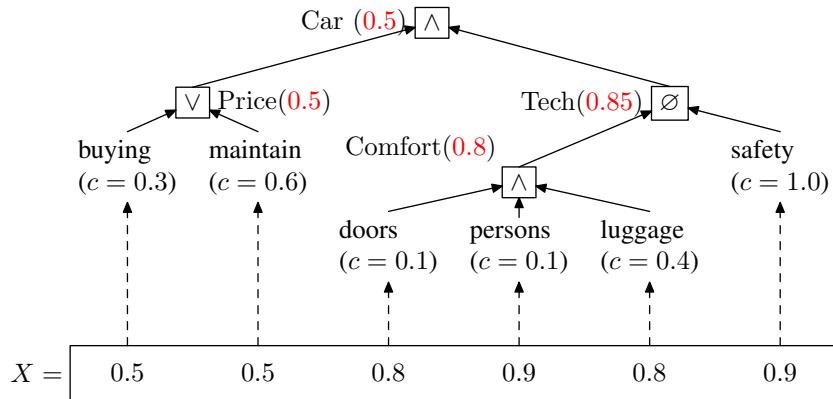 Car (0.5) ∧
∨ Price(0.5) Tech(0.85) ∅
buying maintain Comfort(0.8) safety
(c = 0.3) (c = 0.6) ∧ (c = 1.0)
doors persons luggage
(c = 0.1) (c = 0.1) (c = 0.4)
X = 0.5 0.5 0.8 0.9 0.8 0.9